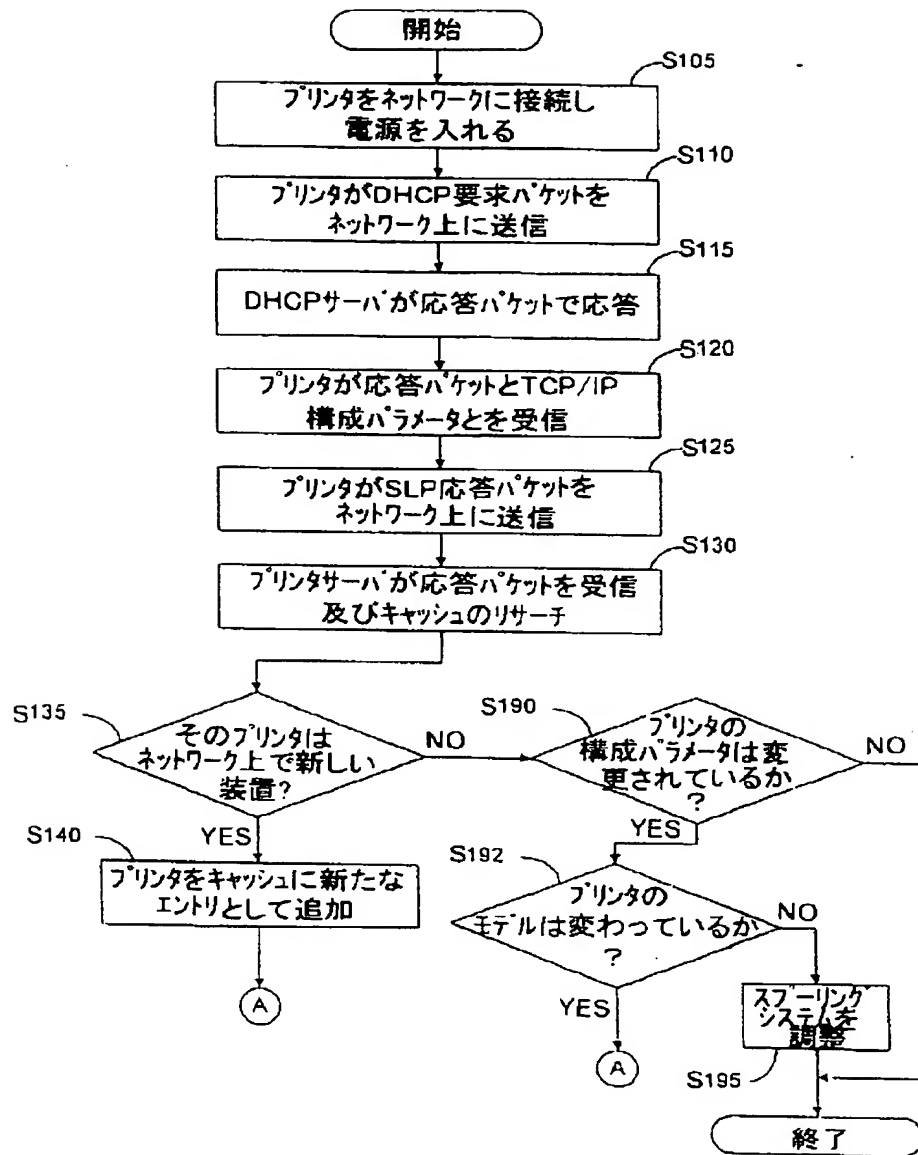 開始
S105
プリンタをネットワークに接続し
電源を入れる
S110
プリンタがDHCP要求パケットを
ネットワーク上に送信
S115
DHCPサーバが応答パケットで応答
S120
プリンタが応答パケットとTCP/IP
構成パラメータとを受信
S125
プリンタがSLP応答パケットを
ネットワーク上に送信
S130
プリンタサーバが応答パケットを受信
及びキャッシュのリサーチ
S135
そのプリンタは
ネットワーク上で新しい
装置?
NO
YES
S190
プリンタの
構成パラメータは変
更されているか
?
NO
YES
S140
プリンタをキャッシュに新たな
エントリとして追加
A
S192
プリンタの
モデルは変わっているか
?
NO
YES
A
スプーリング
システムを
調整
S195
終了